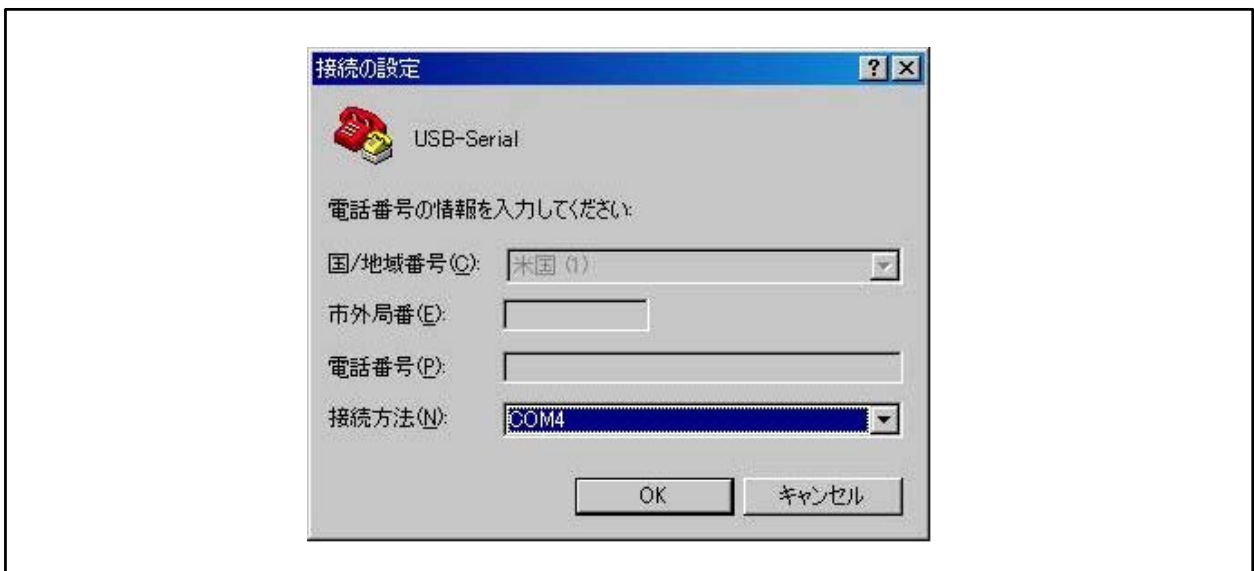 接続の設定
USB-Serial
電話番号の情報を入力してください:
国/地域番号(C): 米国 (1)
市外局番(E):
電話番号(P):
接続方法(N): COM4
OK キャンセル